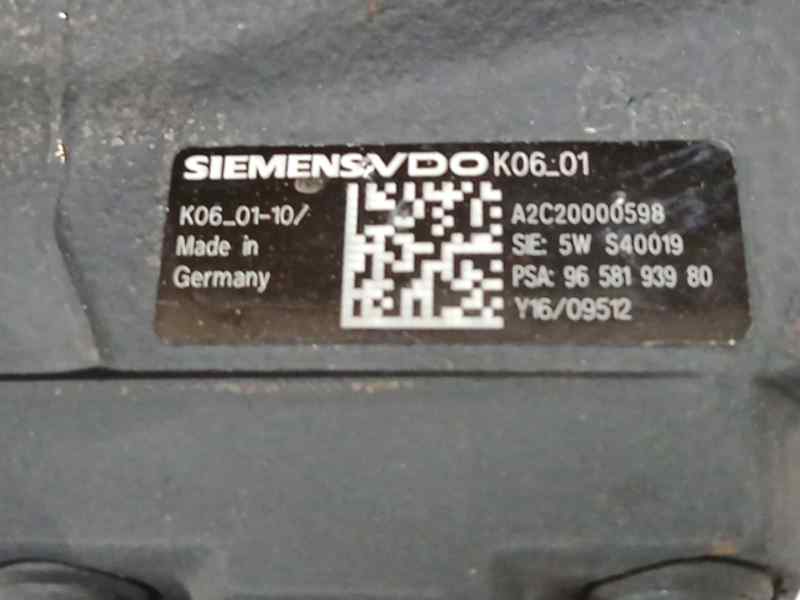 SIEMENS VDO K06_01
K06_01-10/
Made in
Germany
A2C20000598
SIE: 5W S40019
PSA: 96 581 939 80
Y16/09512